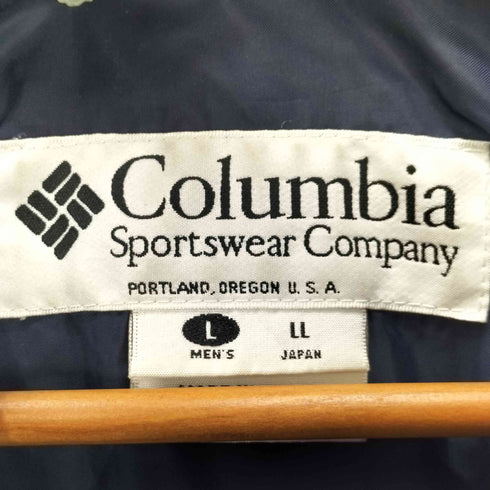 Columbia
Sportswear Company
PORTLAND, OREGON U. S. A.
L LL
MEN'S JAPAN